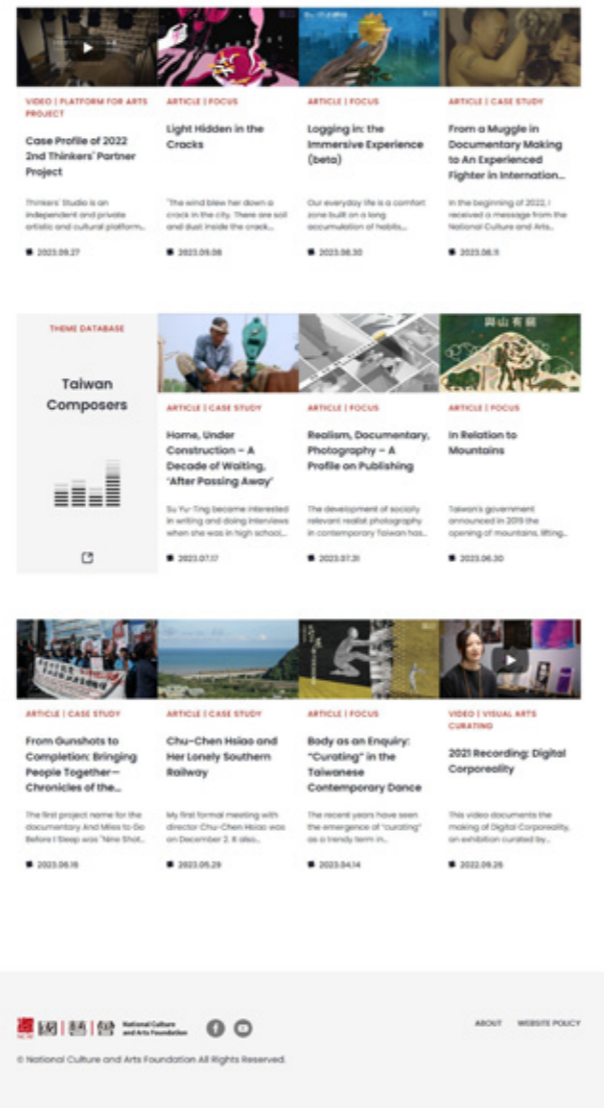 VIDEO | PLATFORM FOR ARTS
PROJECT
Case Profile of 2022
2nd Thinkers' Partner
Project
Thinkers' Studio is an
independent and private
artistic and cultural platform...
2023.09.27
ARTICLE | FOCUS
Light Hidden in the
Cracks
"The wind blew her down a
crack in the city. There are soil
and dust inside the crack...
2023.09.08
ARTICLE | FOCUS
Logging in: the
Immersive Experience
(beta)
Our everyday life is a comfort
zone built on a long
accumulation of habits...
2023.08.30
ARTICLE | CASE STUDY
From a Muggle in
Documentary Making
to An Experienced
Fighter in Internation...
In the beginning of 2022, I
received a message from the
National Culture and Arts...
2023.08.11
THEME DATABASE
Taiwan
Composers
ARTICLE | CASE STUDY
Home, Under
Construction – A
Decade of Waiting,
'After Passing Away'
Su Yu-Ting became interested
in writing and doing interviews
when she was in high school,...
2023.07.17
ARTICLE | FOCUS
Realism, Documentary,
Photography – A
Profile on Publishing
The development of socially
relevant realist photography
in contemporary Taiwan has...
2023.07.31
與山有關
ARTICLE | FOCUS
In Relation to
Mountains
Taiwan's government
announced in 2019 the
opening of mountains, lifting...
2023.06.30
ARTICLE | CASE STUDY
From Gunshots to
Completion: Bringing
People Together—
Chronicles of the...
The first project name for the
documentary And Miles to Go
Before I Sleep was "Nine Shot...
2023.06.16
ARTICLE | CASE STUDY
Chu-Chen Hsiao and
Her Lonely Southern
Railway
My first formal meeting with
director Chu-Chen Hsiao was
on December 2. It also...
2023.05.29
ARTICLE | FOCUS
Body as an Enquiry:
"Curating" in the
Taiwanese
Contemporary Dance
The recent years have seen
the emergence of "curating"
as a trendy term in...
2023.04.14
VIDEO | VISUAL ARTS
CURATING
2021 Recording: Digital
Corporeality
This video documents the
making of Digital Corporeality,
an exhibition curated by...
2022.09.26
國|藝|會
National Culture
and Arts Foundation
ABOUT
WEBSITE POLICY
© National Culture and Arts Foundation All Rights Reserved.